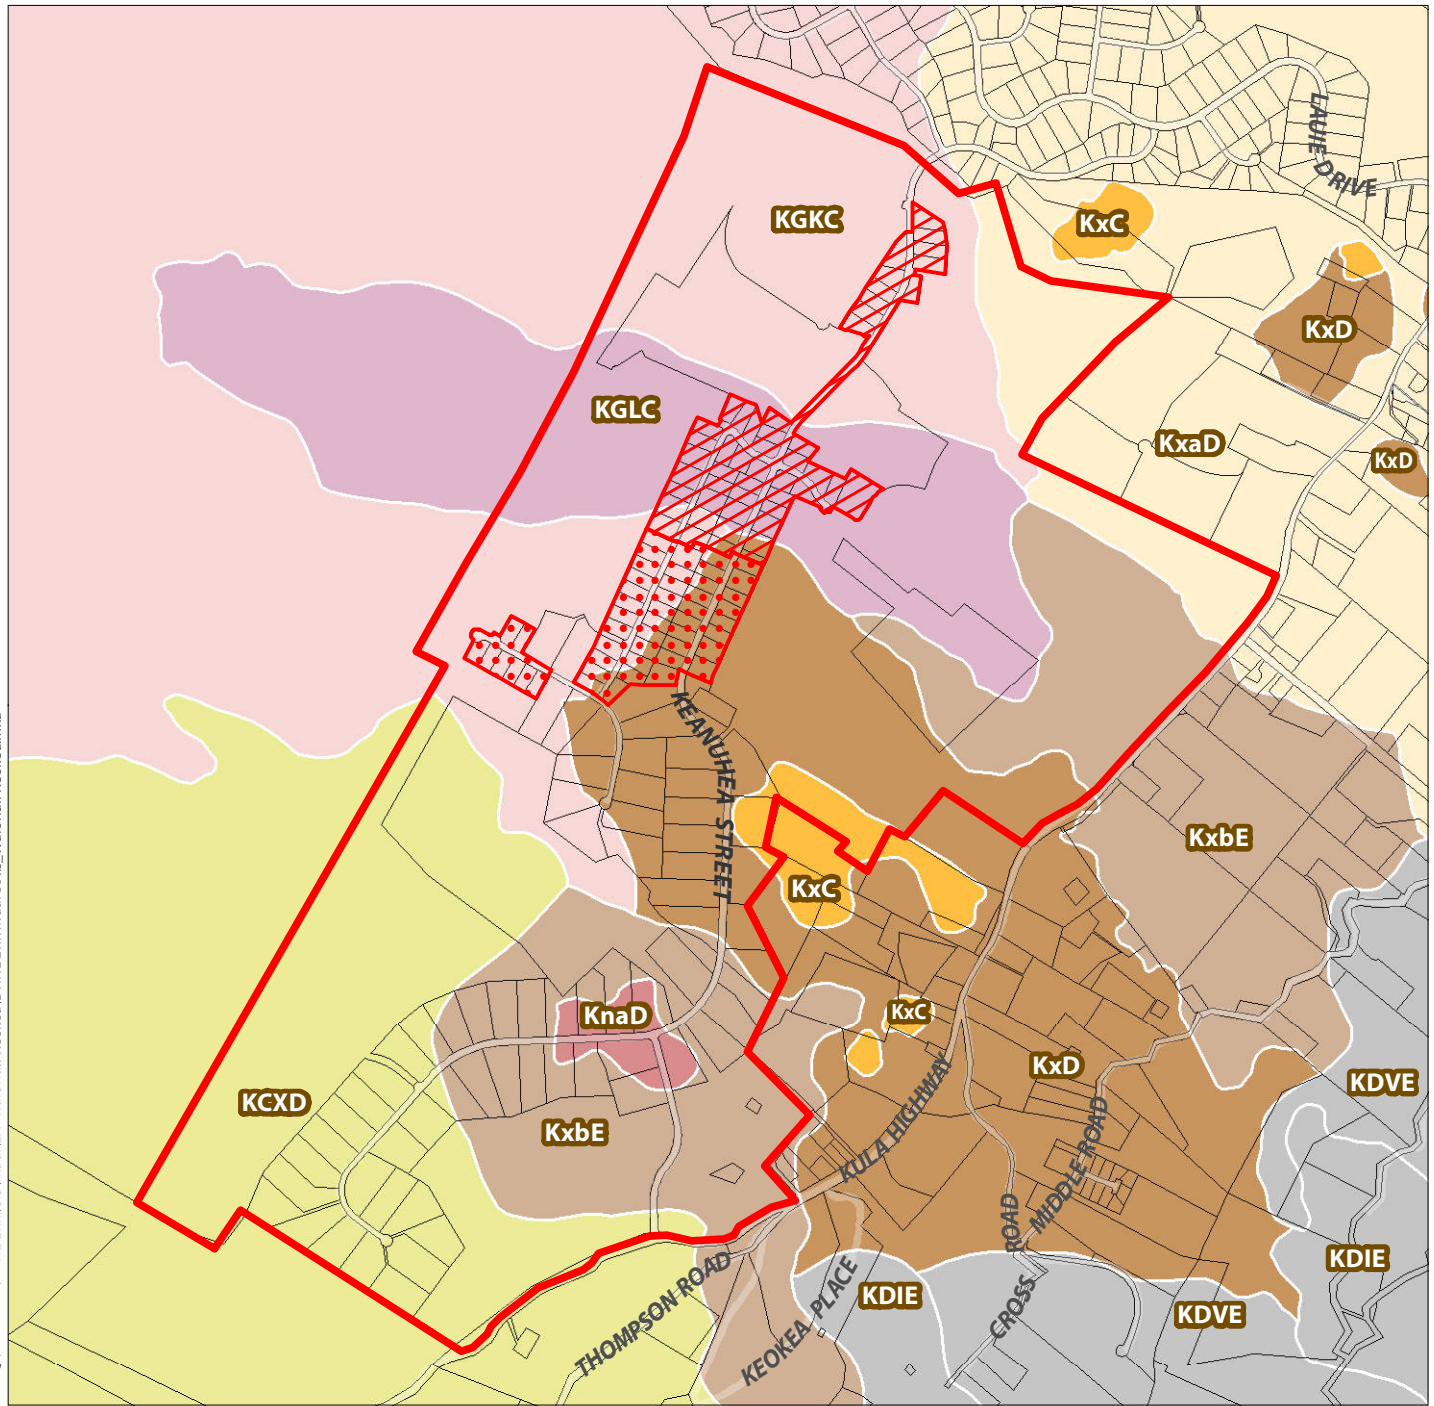 LAUIE DRIVE
KGKC
KxC
KxD
KGLC
KxaD
KxD
KEANUHEA STREET
KxbE
KxC
KnaD
KxC
KxD
KDVE
KCXD
KxbE
KULA HIGHWAY
MIDDLE ROAD
CROSS ROAD
KDIE
THOMPSON ROAD
KEOKEA PLACE
KDIE
KDVE